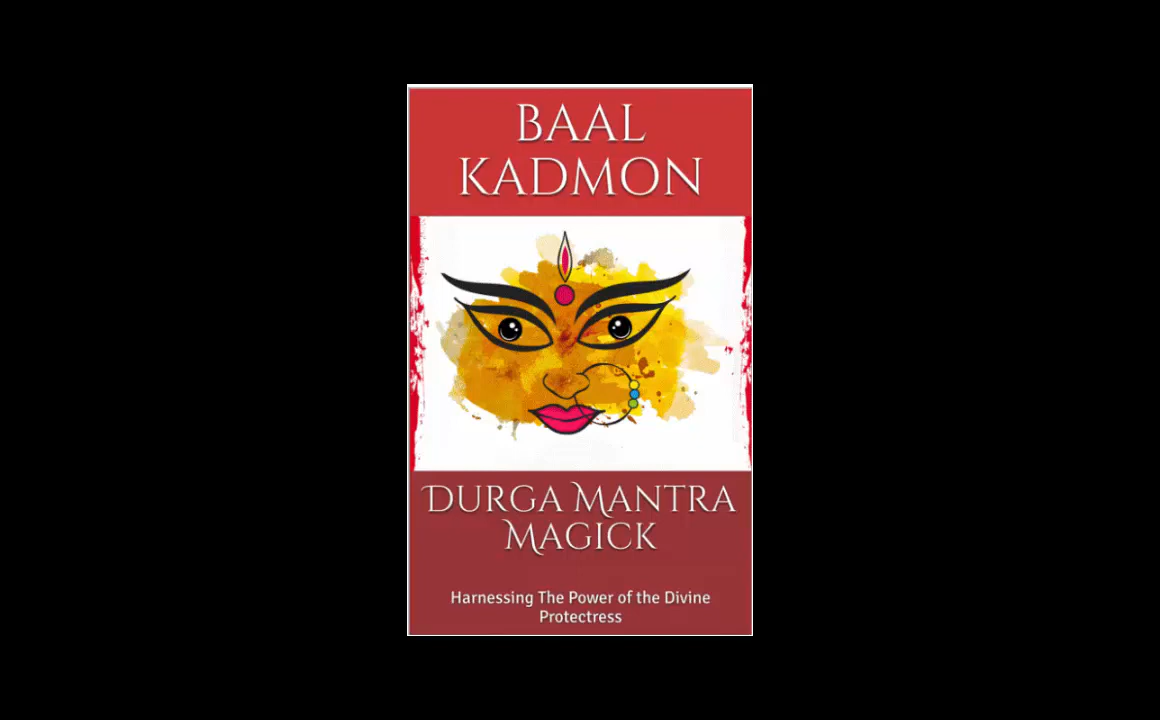 BAAL
KADMON
DURGA MANTRA
MAGICK
Harnessing The Power of the Divine
Protectress